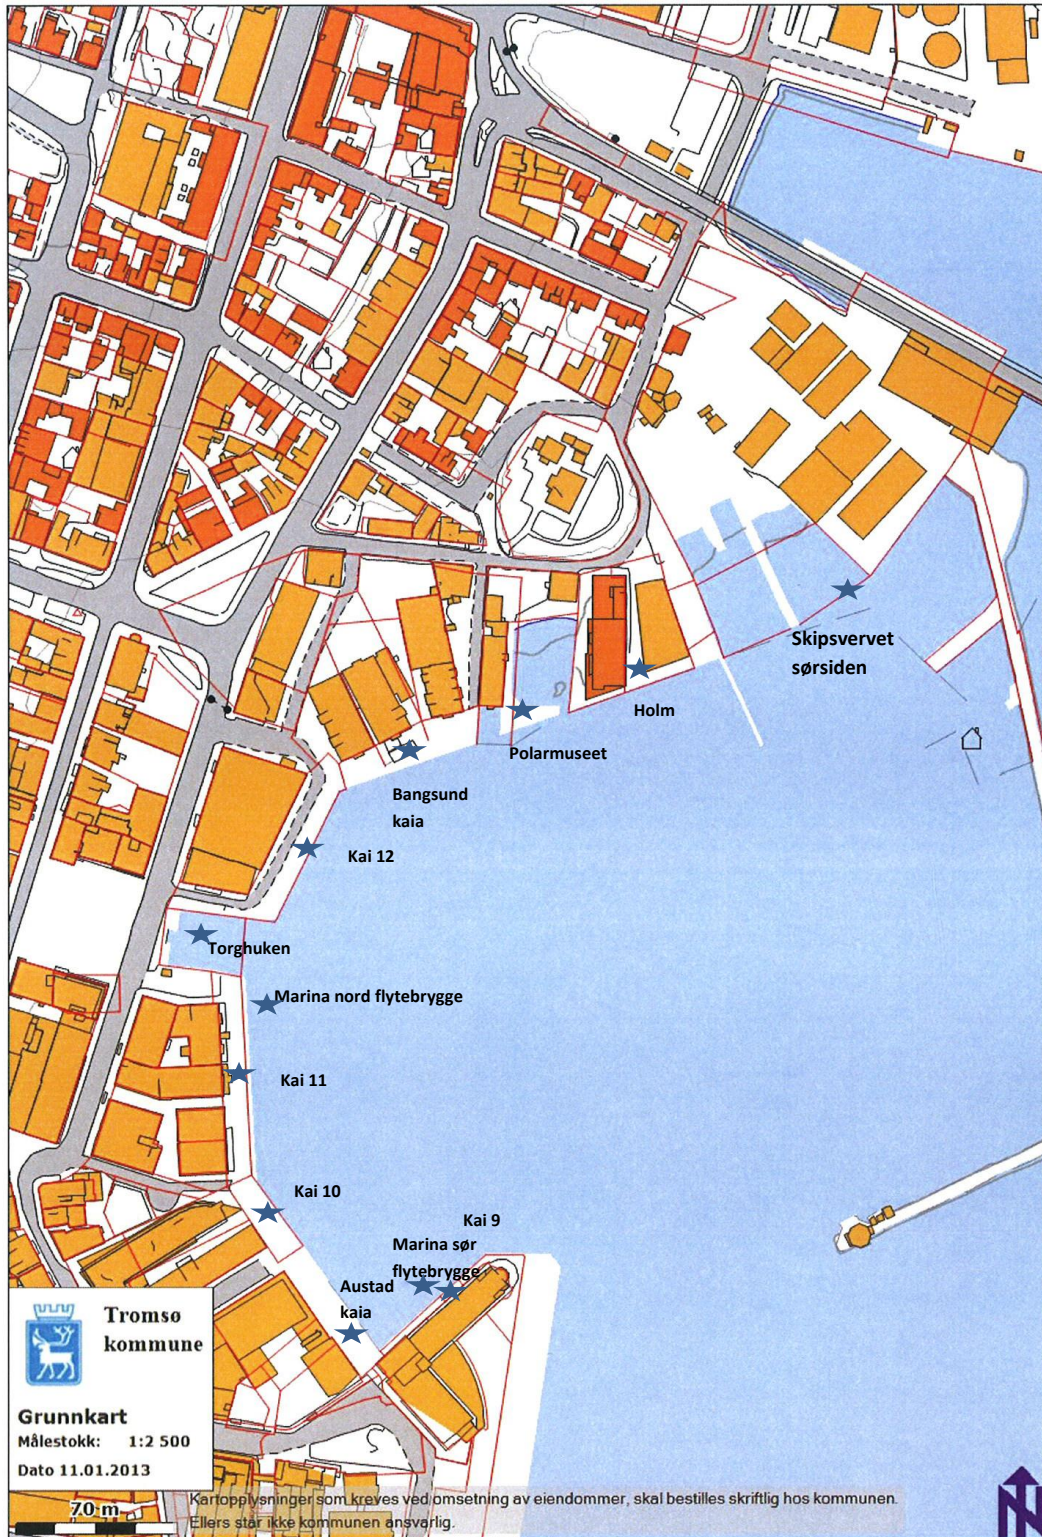 Skipsvervet
sørsiden
Holm
Polarmuseet
Bangsund
kaia
Kai 12
Torghuken
Marina nord flytebrygge
Kai 11
Kai 10
Kai 9
Marina sør
flytebrygge
Austad
kaia
Tromsø
kommune
Grunnkart
Målestokk: 1:2 500
Dato 11.01.2013
70 m
Kartopplysninger som kreves ved omsetning av eiendommer, skal bestilles skriftlig hos kommunen.
Ellers står ikke kommunen ansvarlig.
N